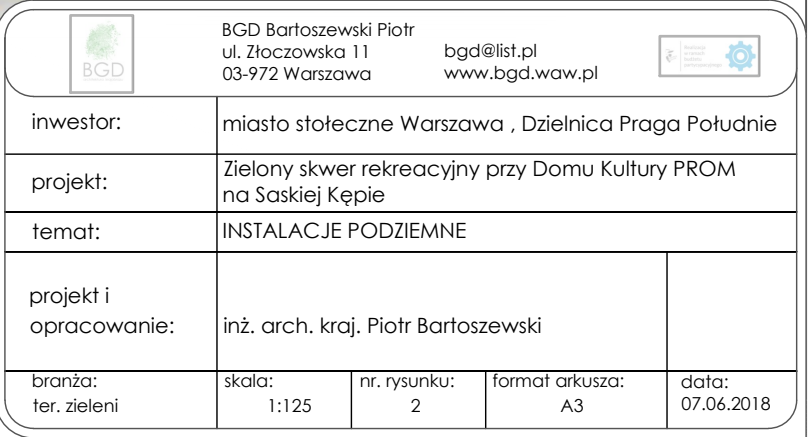 BGD
BGD Bartoszewski Piotr
ul. Złoczowska 11
03-972 Warszawa
bgd@list.pl
www.bgd.waw.pl
inwestor:
miasto stołeczne Warszawa , Dzielnica Praga Południe
projekt:
Zielony skwer rekreacyjny przy Domu Kultury PROM
na Saskiej Kępie
temat:
INSTALACJE PODZIEMNE
projekt i
opracowanie:
inż. arch. kraj. Piotr Bartoszewski
branża:
ter. zieleni
skala:
1:125
nr. rysunku:
2
format arkusza:
A3
data:
07.06.2018